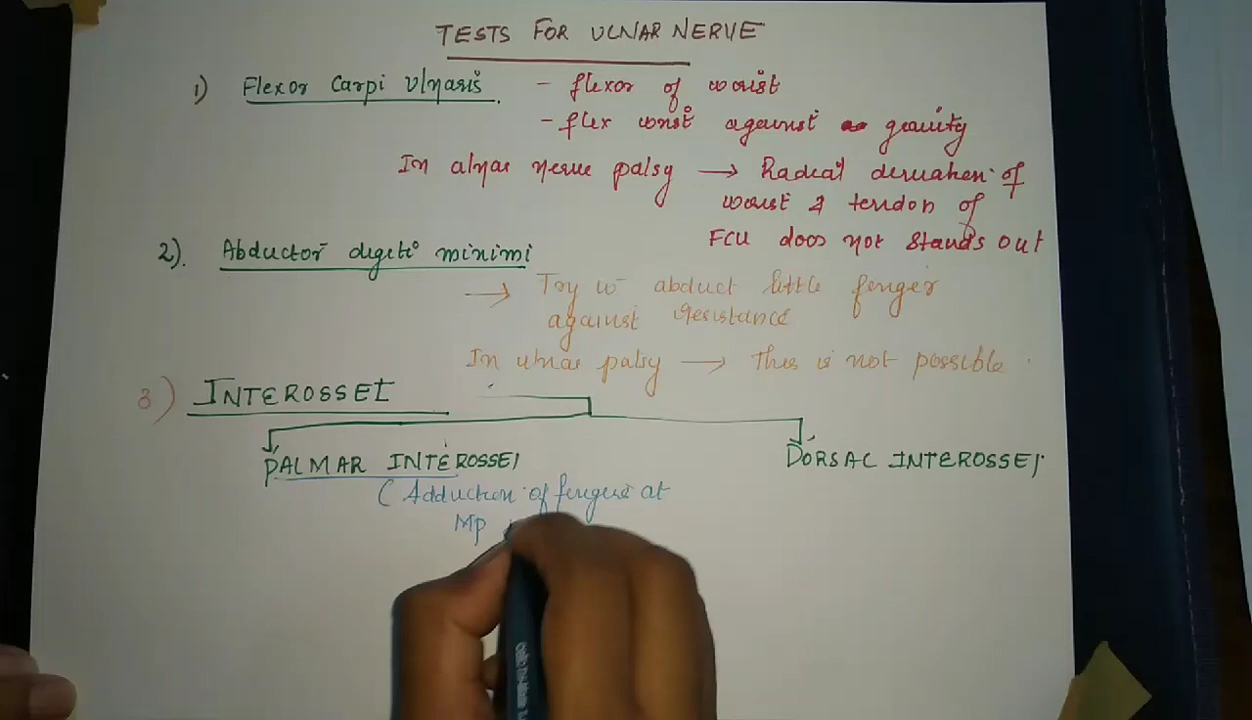 TESTS FOR ULNAR NERVE
1) Flexor Carpi Ulnaris - flexor of wrist
- flex wrist against gravity
In ulnar nerve palsy → Radial deviation of
wrist & tendon of
FCU does not stands out
2). Abductor digiti minimi
→ Try to abduct little finger
against resistance
In ulnar palsy → This is not possible
3) INTEROSSEI
PALMAR INTEROSSEI DORSAL INTEROSSEI
(Adduction of fingers at
MP